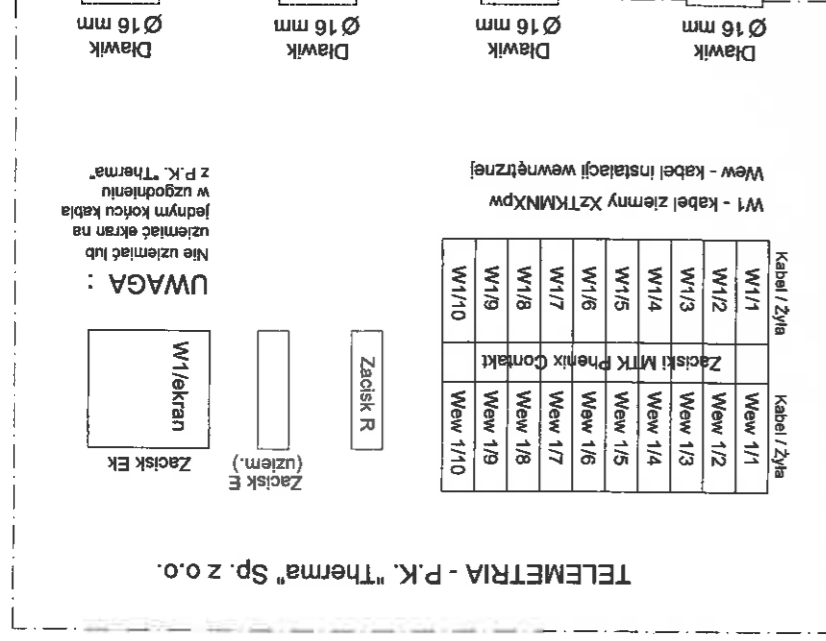 TELEMETRIA - P.K. "Therma" Sp. z o.o.
Kabel / Żyła
Wew 1/1
Wew 1/2
Wew 1/3
Wew 1/4
Wew 1/5
Wew 1/6
Wew 1/7
Wew 1/8
Wew 1/9
Wew 1/10
Zaciski MTK Phenix Contakt
Kabel / Żyła
W1/1
W1/2
W1/3
W1/4
W1/5
W1/6
W1/7
W1/8
W1/9
W1/10
Zacisk R
Zacisk E
(uziem.)
Zacisk Ek
W1/ekran
W1 - kabel ziemny XzTKMNXpw
Wew - kabel instalacji wewnętrznej
UWAGA :
Nie uziemiać lub
uziemiać ekran na
jednym końcu kabla
w uzgodnieniu
z P.K. "Therma"
Dławik
Ø 16 mm
Dławik
Ø 16 mm
Dławik
Ø 16 mm
Dławik
Ø 16 mm